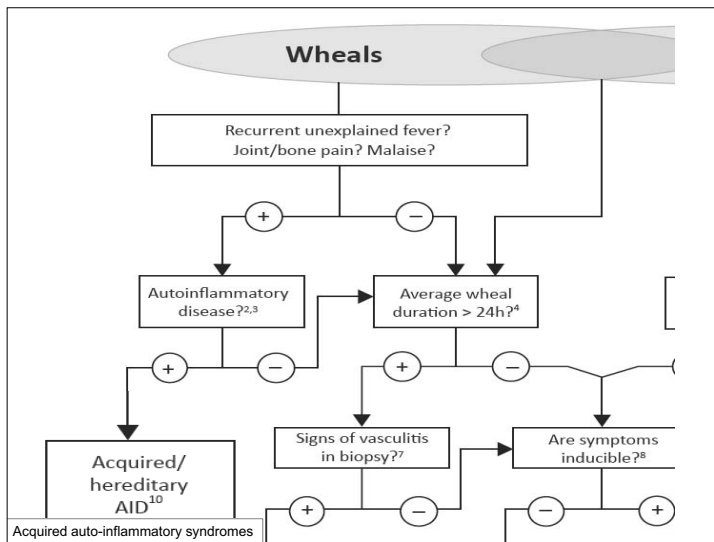 Wheals
Recurrent unexplained fever?
Joint/bone pain? Malaise?
+
−
Autoinflammatory
disease?2,3
Average wheal
duration > 24h?4
+
−
+
−
Signs of vasculitis
in biopsy?7
Are symptoms
inducible?8
Acquired/
hereditary
AID10
+
−
−
+
Acquired auto-inflammatory syndromes